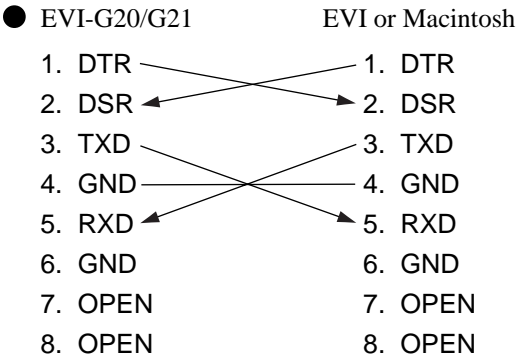 ● EVI-G20/G21 EVI or Macintosh
1. DTR 1. DTR
2. DSR 2. DSR
3. TXD 3. TXD
4. GND 4. GND
5. RXD 5. RXD
6. GND 6. GND
7. OPEN 7. OPEN
8. OPEN 8. OPEN